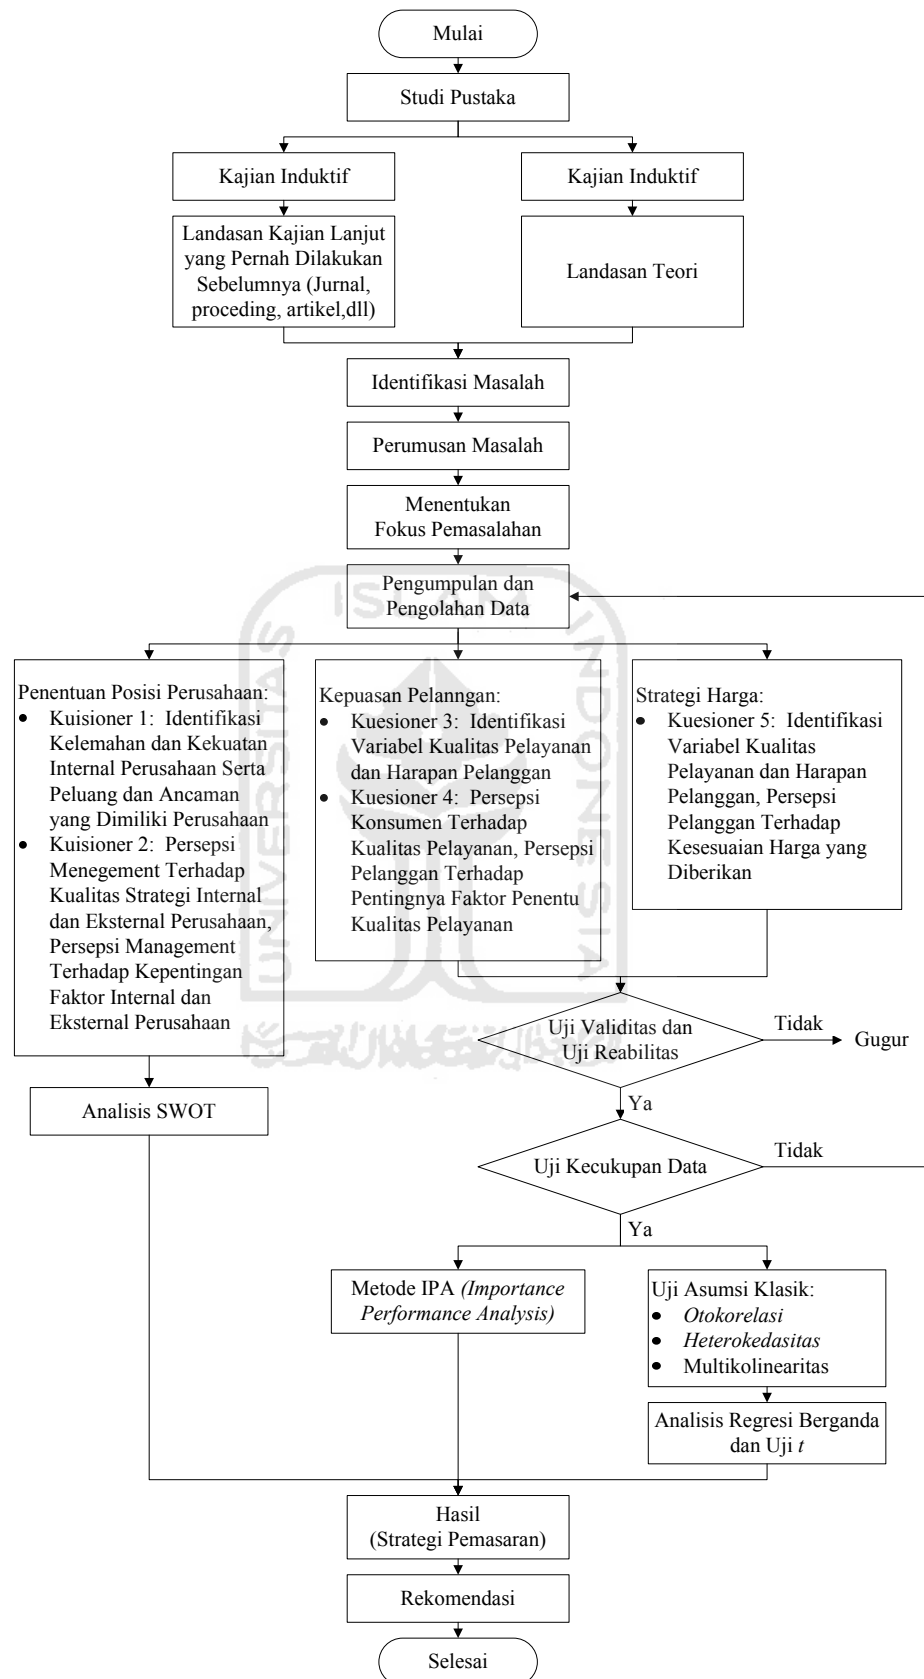 Mulai
Studi Pustaka
Kajian Induktif
Kajian Induktif
Landasan Kajian Lanjut
yang Pernah Dilakukan
Sebelumnya (Jurnal,
proceding, artikel,dll)
Landasan Teori
Identifikasi Masalah
Perumusan Masalah
Menentukan
Fokus Pemasalahan
Pengumpulan dan
Pengolahan Data
Penentuan Posisi Perusahaan:
• Kuisioner 1: Identifikasi
Kelemahan dan Kekuatan
Internal Perusahaan Serta
Peluang dan Ancaman
yang Dimiliki Perusahaan
• Kuisioner 2: Persepsi
Menegement Terhadap
Kualitas Strategi Internal
dan Eksternal Perusahaan,
Persepsi Management
Terhadap Kepentingan
Faktor Internal dan
Eksternal Perusahaan
Kepuasan Pelanngan:
• Kuesioner 3: Identifikasi
Variabel Kualitas Pelayanan
dan Harapan Pelanggan
• Kuesioner 4: Persepsi
Konsumen Terhadap
Kualitas Pelayanan, Persepsi
Pelanggan Terhadap
Pentingnya Faktor Penentu
Kualitas Pelayanan
Strategi Harga:
• Kuesioner 5: Identifikasi
Variabel Kualitas
Pelayanan dan Harapan
Pelanggan, Persepsi
Pelanggan Terhadap
Kesesuaian Harga yang
Diberikan
UNIVERSITAS
ISLAM
INDONESIA
Uji Validitas dan
Uji Reabilitas
Tidak
Gugur
Ya
Analisis SWOT
Uji Kecukupan Data
Tidak
Ya
Metode IPA (Importance
Performance Analysis)
Uji Asumsi Klasik:
• Otokorelasi
• Heterokedasitas
• Multikolinearitas
Analisis Regresi Berganda
dan Uji t
Hasil
(Strategi Pemasaran)
Rekomendasi
Selesai